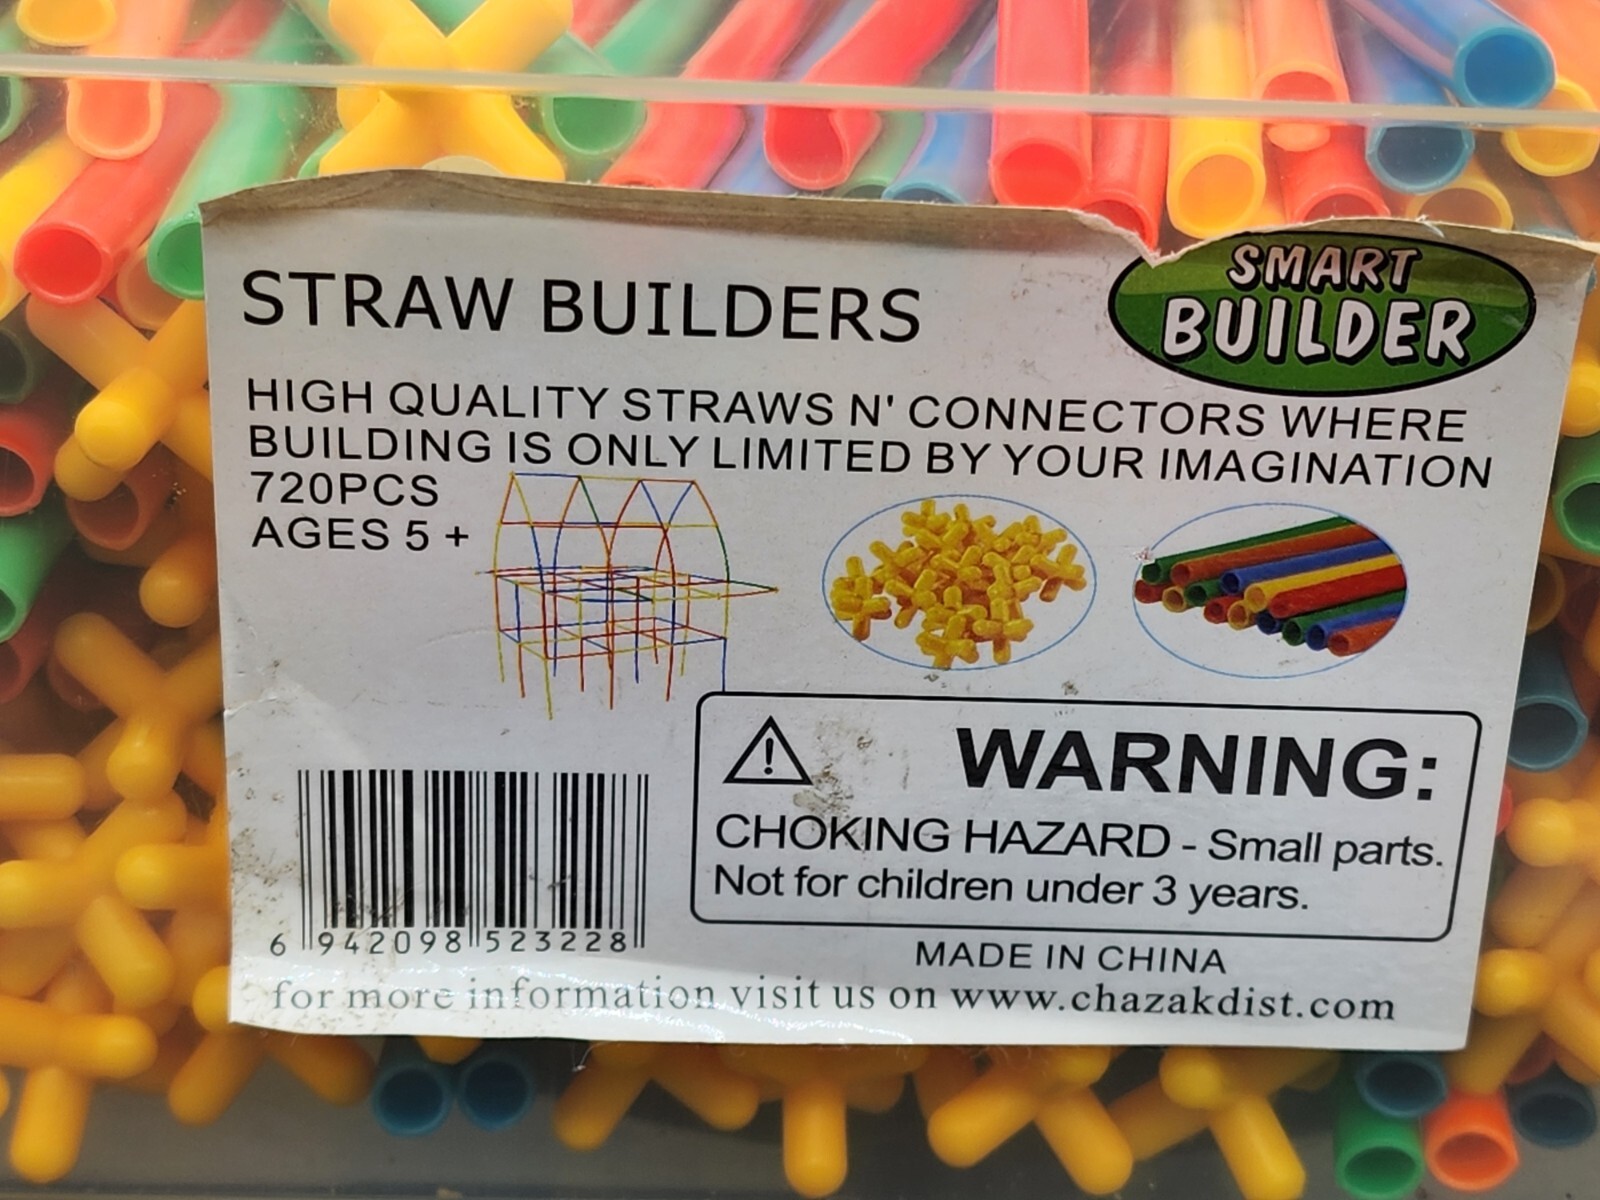 STRAW BUILDERS
SMART
BUILDER
HIGH QUALITY STRAWS N' CONNECTORS WHERE
BUILDING IS ONLY LIMITED BY YOUR IMAGINATION
720PCS
AGES 5 +
WARNING:
CHOKING HAZARD - Small parts.
Not for children under 3 years.
6 942098 523228
MADE IN CHINA
for more information visit us on www.chazakdist.com